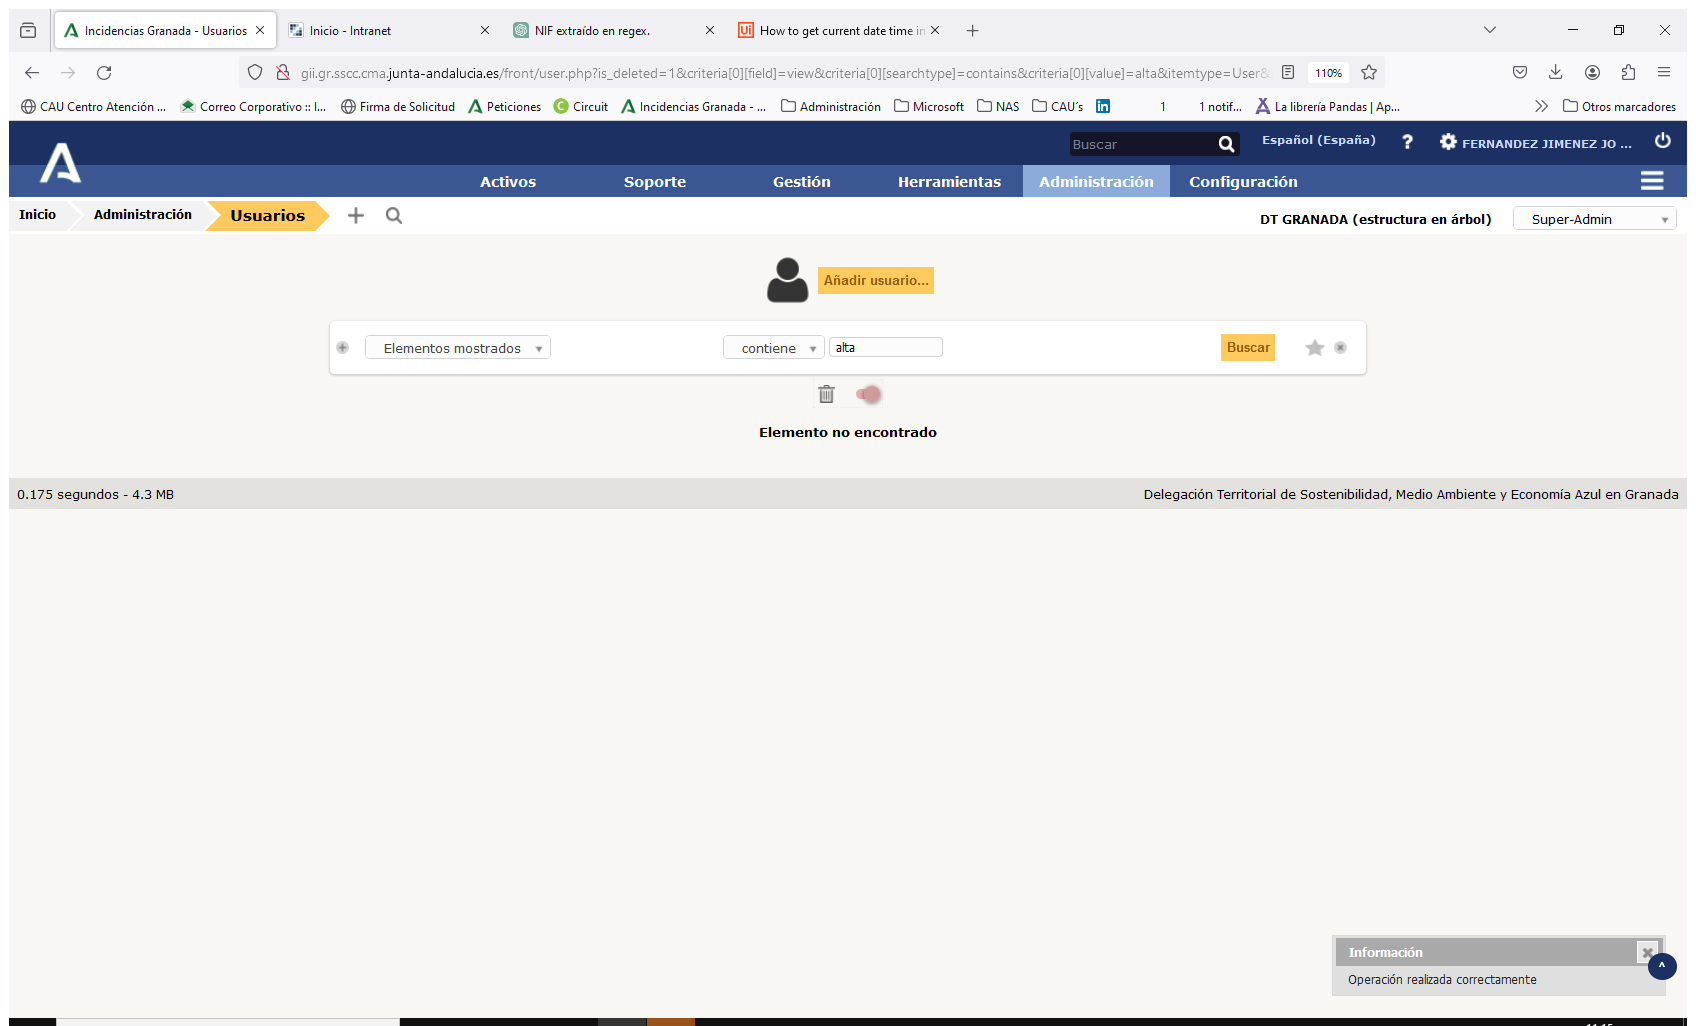 Incidencias Granada - Usuarios
Inicio - Intranet
NIF extraído en regex.
Ui How to get current date time in
gii.gr.sscc.cma.junta-andalucia.es/front/user.php?is_deleted=1&criteria[0][field]=view&criteria[0][searchtype]=contains&criteria[0][value]=alta&itemtype=User&
110%
CAU Centro Atención ...
Correo Corporativo :: I...
Firma de Solicitud
Peticiones
Circuit
Incidencias Granada - ...
Administración
Microsoft
NAS
CAU´s
in
1
1 notif...
La librería Pandas | Ap...
Otros marcadores
Buscar
Español (España)
?
FERNANDEZ JIMENEZ JO ...
Activos
Soporte
Gestión
Herramientas
Administración
Configuración
Inicio
Administración
Usuarios
DT GRANADA (estructura en árbol)
Super-Admin
Añadir usuario...
Elementos mostrados
contiene
alta
Buscar
Elemento no encontrado
0.175 segundos - 4.3 MB
Delegación Territorial de Sostenibilidad, Medio Ambiente y Economía Azul en Granada
Información
Operación realizada correctamente